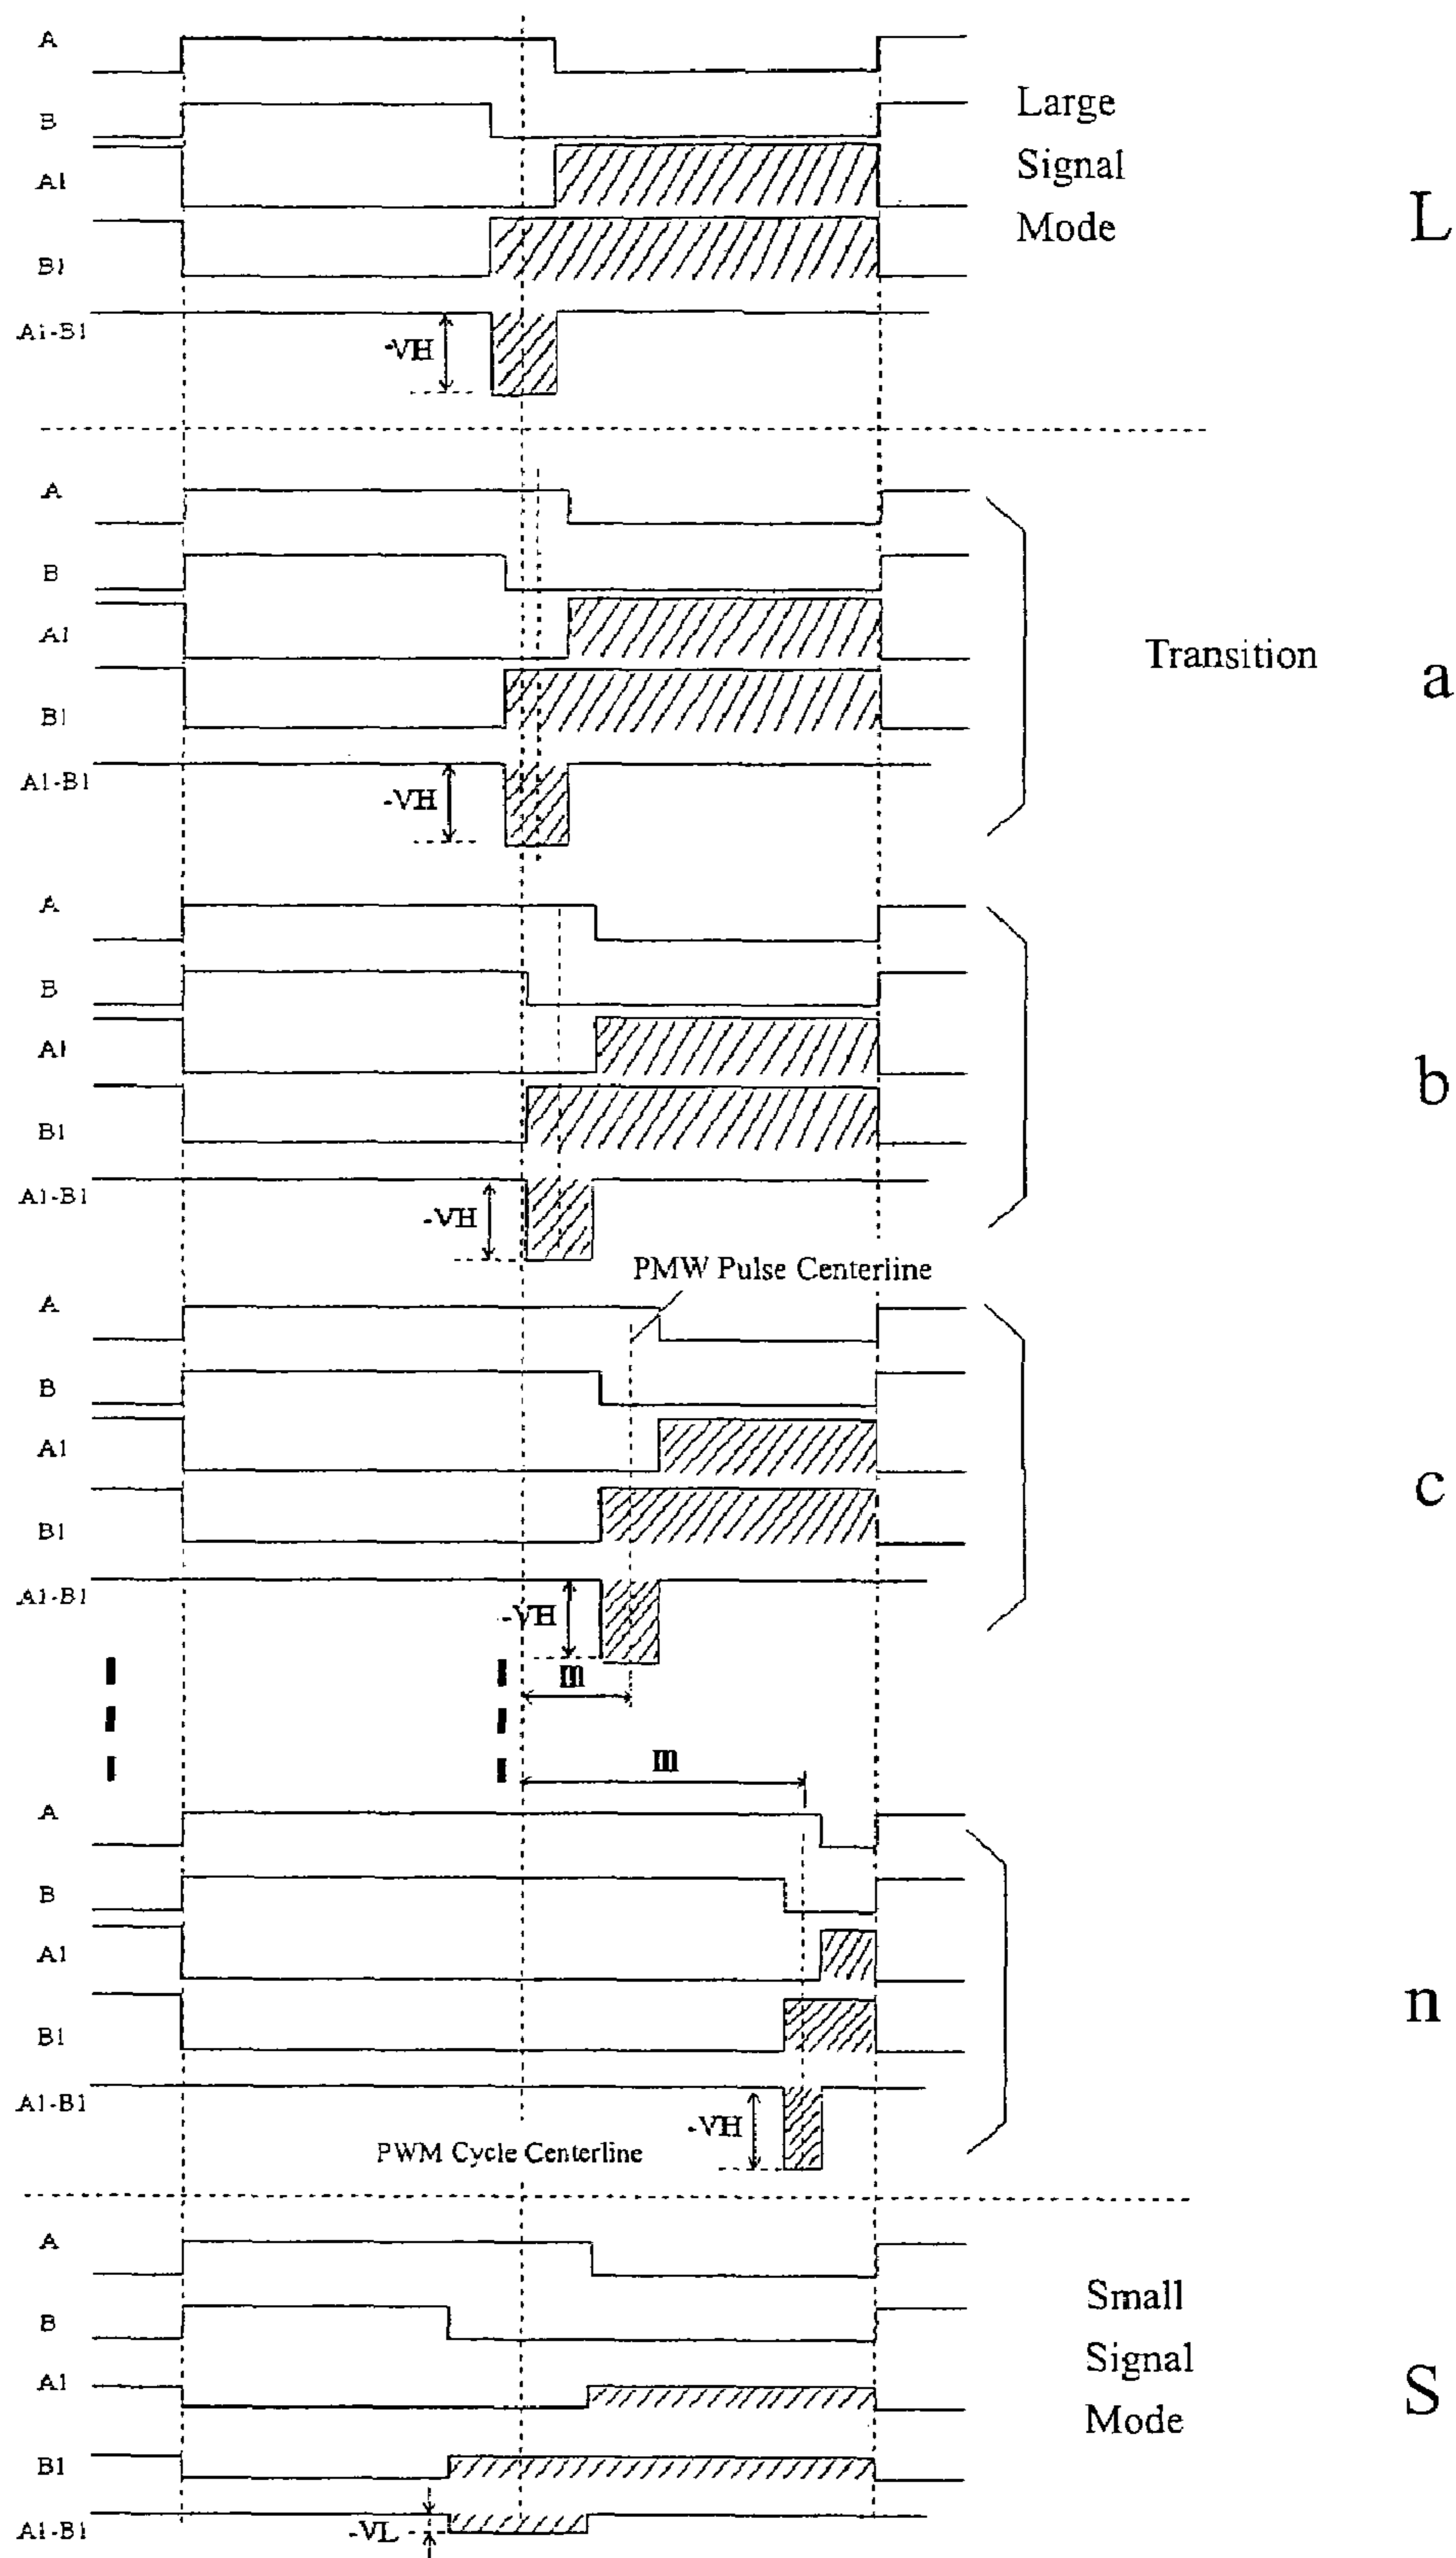 A
B
Large
Signal
Mode
A1
L
B1
A1-B1
-VH
A
B
A1
Transition
a
B1
A1-B1
-VH
A
B
A1
b
B1
A1-B1
-VH
PMW Pulse Centerline
A
B
A1
c
B1
A1-B1
-VH
m
m
A
B
A1
n
B1
A1-B1
-VH
PWM Cycle Centerline
A
B
Small
Signal
Mode
A1
S
B1
A1-B1
-VL